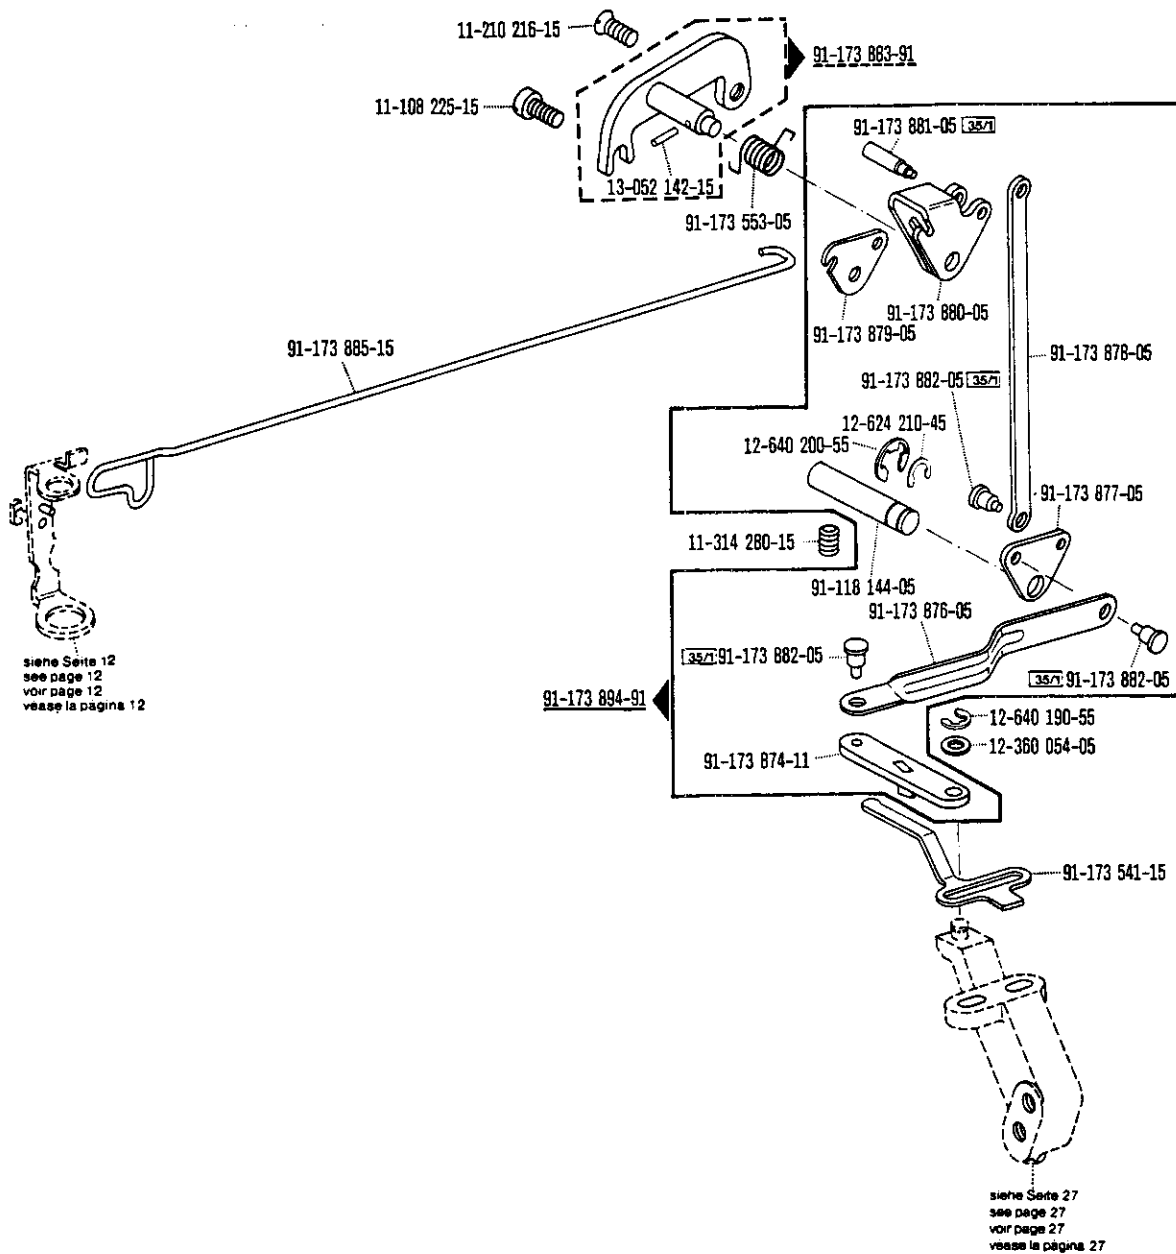 11-210 216-15
91-173 883-91
11-108 225-15
91-173 881-05 35/1
13-052 142-15
91-173 553-05
91-173 880-05
91-173 879-05
91-173 885-15
91-173 878-05
91-173 882-05 35/1
12-624 210-45
12-640 200-55
91-173 877-05
11-314 280-15
91-118 144-05
91-173 876-05
35/1 91-173 882-05
35/1 91-173 882-05
siehe Seite 12
see page 12
voir page 12
vease la página 12
91-173 894-91
12-640 190-55
12-360 054-05
91-173 874-11
91-173 541-15
siehe Seite 27
see page 27
voir page 27
vease la página 27